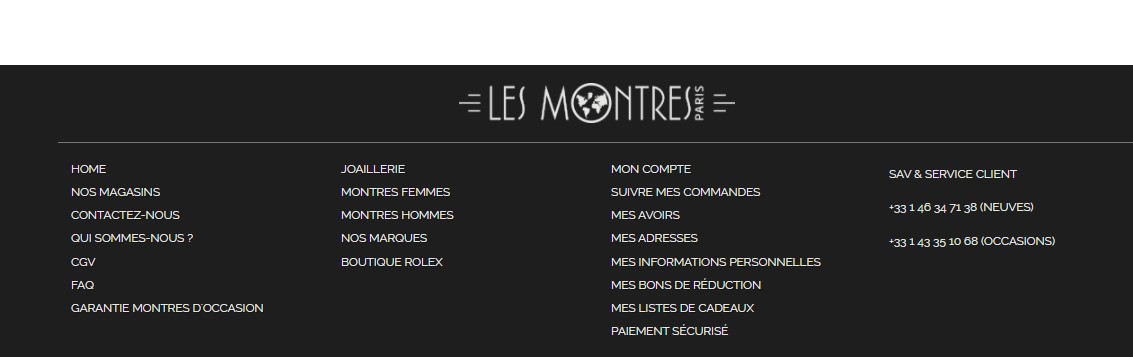 LES MONTRES PARIS
HOME
NOS MAGASINS
CONTACTEZ-NOUS
QUI SOMMES-NOUS ?
CGV
FAQ
GARANTIE MONTRES D'OCCASION
JOAILLERIE
MONTRES FEMMES
MONTRES HOMMES
NOS MARQUES
BOUTIQUE ROLEX
MON COMPTE
SUIVRE MES COMMANDES
MES AVOIRS
MES ADRESSES
MES INFORMATIONS PERSONNELLES
MES BONS DE RÉDUCTION
MES LISTES DE CADEAUX
PAIEMENT SÉCURISÉ
SAV & SERVICE CLIENT
+33 1 46 34 71 38 (NEUVES)
+33 1 43 35 10 68 (OCCASIONS)